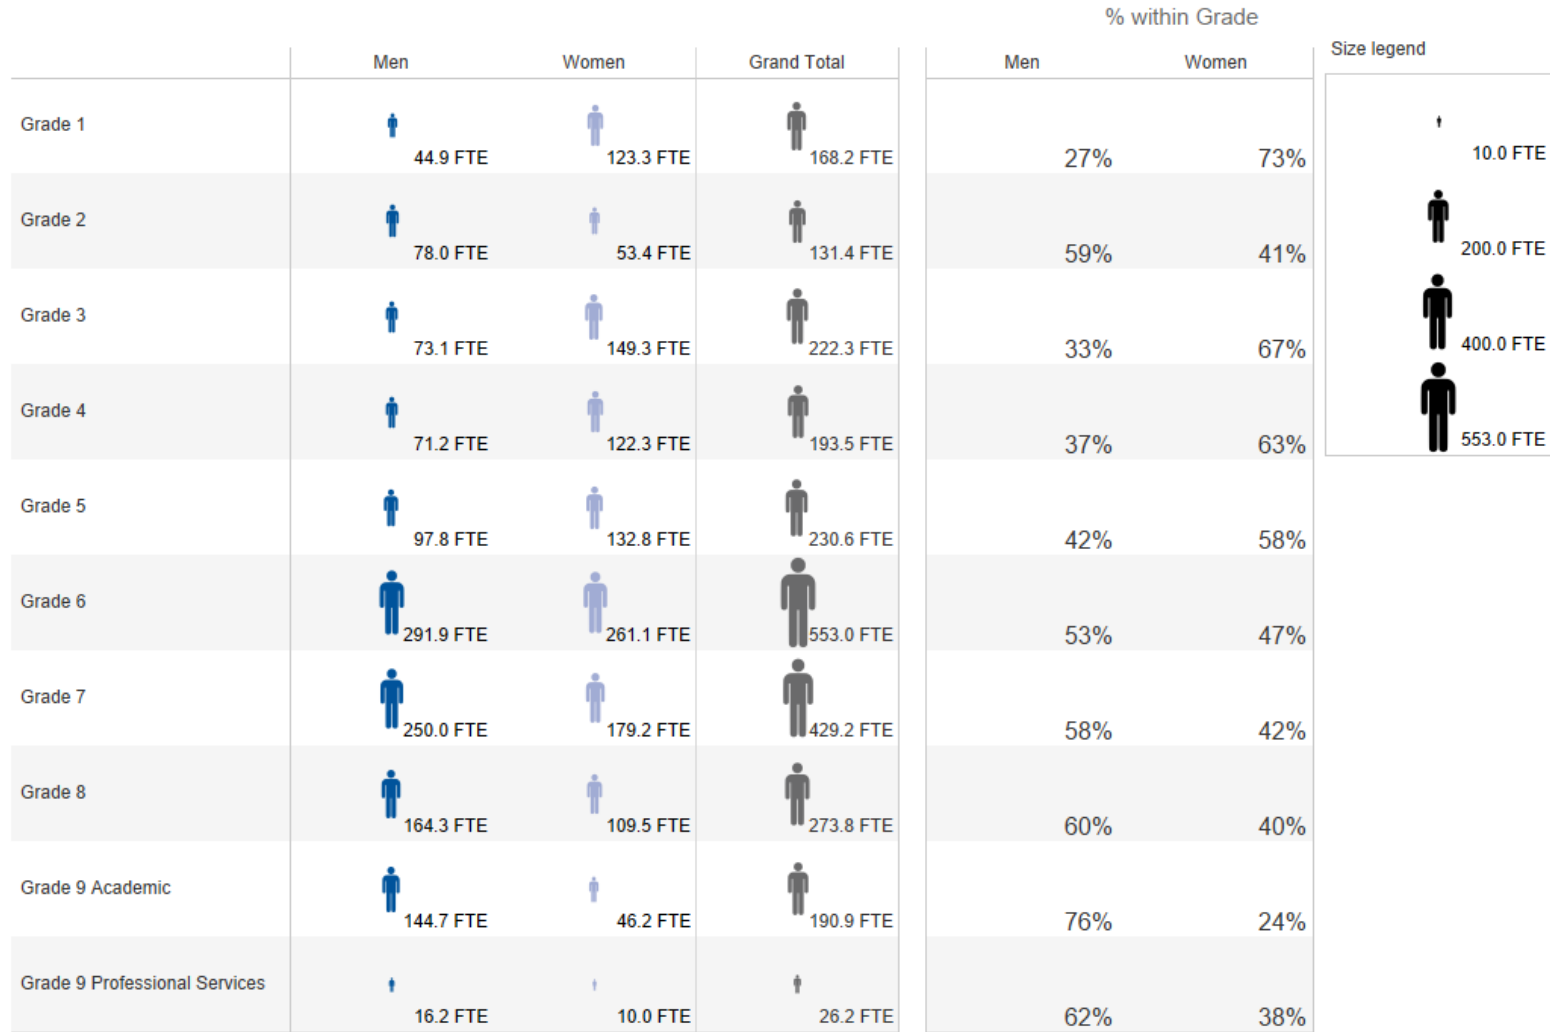 % within Grade
Men Women Grand Total Men Women Size legend
Grade 1
44.9 FTE 123.3 FTE 168.2 FTE 27% 73% 10.0 FTE
Grade 2
78.0 FTE 53.4 FTE 131.4 FTE 59% 41% 200.0 FTE
Grade 3
73.1 FTE 149.3 FTE 222.3 FTE 33% 67% 400.0 FTE
Grade 4
71.2 FTE 122.3 FTE 193.5 FTE 37% 63% 553.0 FTE
Grade 5
97.8 FTE 132.8 FTE 230.6 FTE 42% 58%
Grade 6
291.9 FTE 261.1 FTE 553.0 FTE 53% 47%
Grade 7
250.0 FTE 179.2 FTE 429.2 FTE 58% 42%
Grade 8
164.3 FTE 109.5 FTE 273.8 FTE 60% 40%
Grade 9 Academic
144.7 FTE 46.2 FTE 190.9 FTE 76% 24%
Grade 9 Professional Services
16.2 FTE 10.0 FTE 26.2 FTE 62% 38%